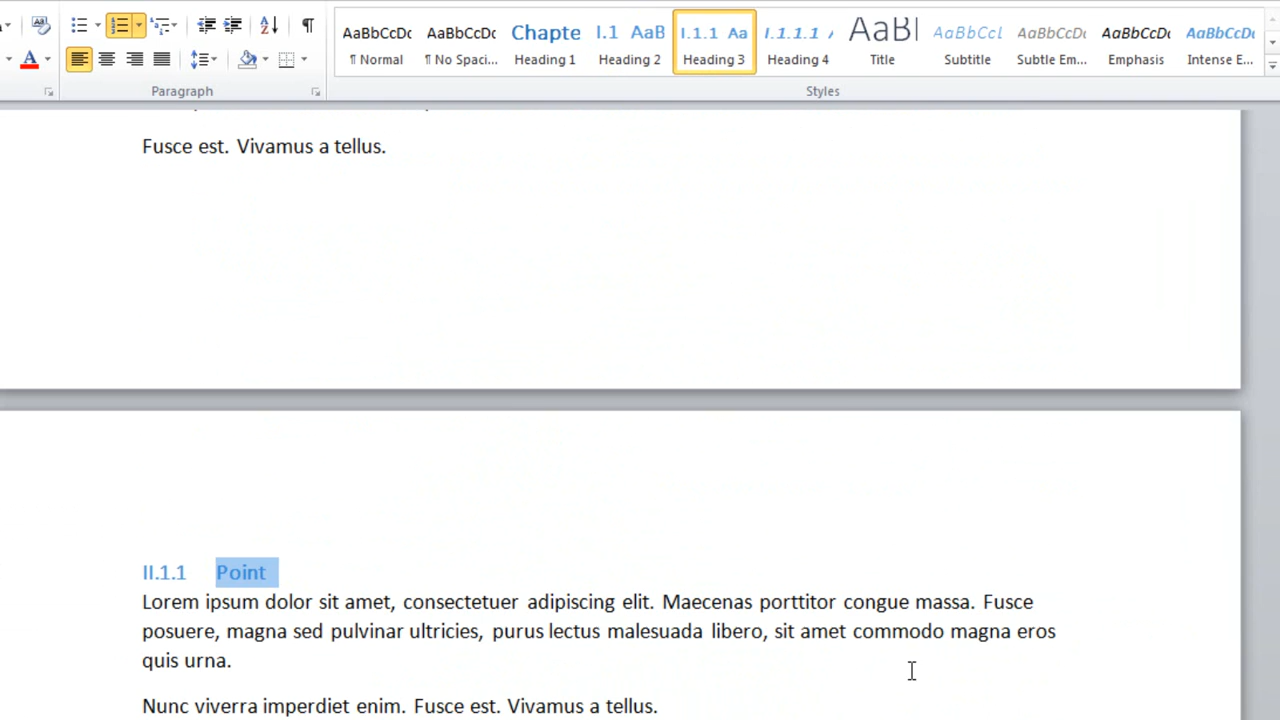 AaBbCcDc AaBbCcDc Chapte I.1 AaB I.1.1 Aa I.1.1.1 AaBl AaBbCcl AaBbCcDc AaBbCcDc AaBbCcDc
¶ Normal ¶ No Spaci... Heading 1 Heading 2 Heading 3 Heading 4 Title Subtitle Subtle Em... Emphasis Intense E...
Paragraph Styles
Fusce est. Vivamus a tellus.
II.1.1 Point
Lorem ipsum dolor sit amet, consectetuer adipiscing elit. Maecenas porttitor congue massa. Fusce
posuere, magna sed pulvinar ultricies, purus lectus malesuada libero, sit amet commodo magna eros
quis urna.
Nunc viverra imperdiet enim. Fusce est. Vivamus a tellus.